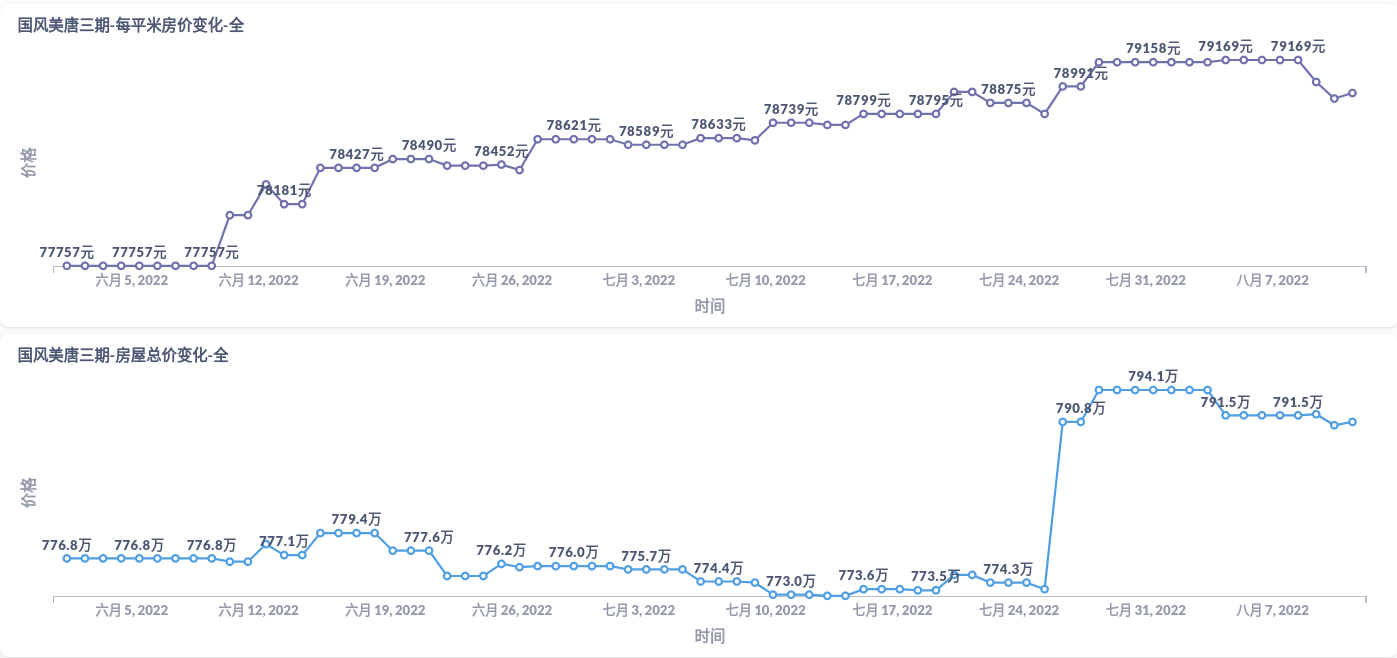 国风美唐三期-每平米房价变化-全
79158元 79169元 79169元
78991元
78875元
78739元 78799元 78795元
78621元 78589元 78633元
78427元 78490元 78452元
78181元
77757元 77757元 77757元
价格
六月 5, 2022 六月 12, 2022 六月 19, 2022 六月 26, 2022 七月 3, 2022 七月 10, 2022 七月 17, 2022 七月 24, 2022 七月 31, 2022 八月 7, 2022
时间
国风美唐三期-房屋总价变化-全
794.1万
790.8万 791.5万 791.5万
价格
779.4万
776.8万 776.8万 776.8万 777.1万 777.6万
776.2万 776.0万 775.7万
774.4万 773.0万 773.6万 773.5万 774.3万
六月 5, 2022 六月 12, 2022 六月 19, 2022 六月 26, 2022 七月 3, 2022 七月 10, 2022 七月 17, 2022 七月 24, 2022 七月 31, 2022 八月 7, 2022
时间